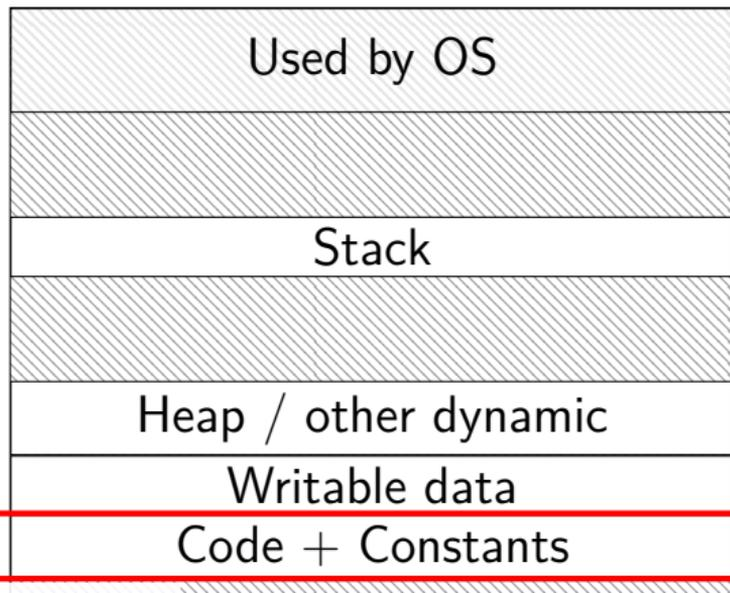 Used by OS
Stack
Heap / other dynamic
Writable data
Code + Constants